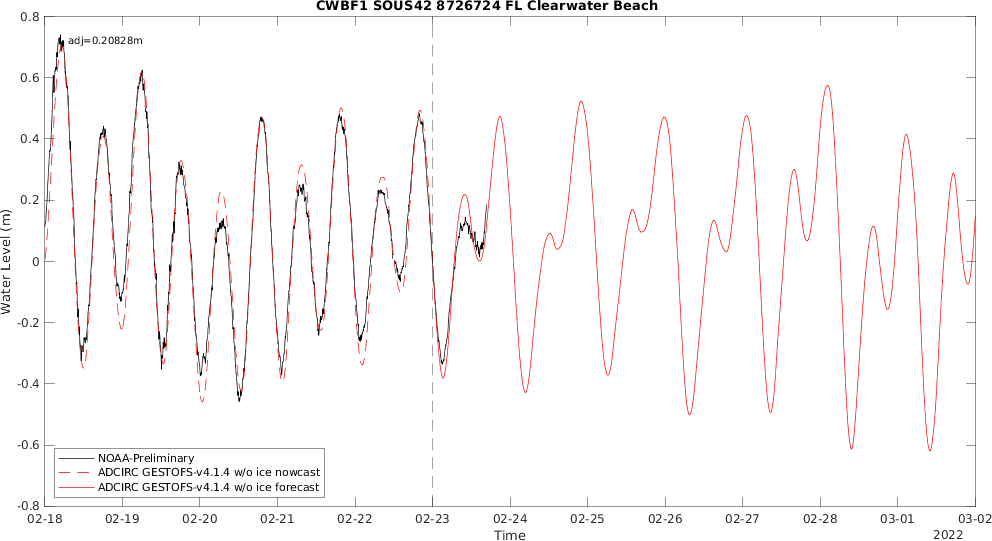 CWBF1 SOUS42 8726724 FL Clearwater Beach
adj=0.20828m
0.8
0.6
0.4
0.2
0
-0.2
-0.4
-0.6
-0.8
Water Level (m)
NOAA-Preliminary
ADCIRC GESTOFS-v4.1.4 w/o ice nowcast
ADCIRC GESTOFS-v4.1.4 w/o ice forecast
02-18 02-19 02-20 02-21 02-22 02-23 02-24 02-25 02-26 02-27 02-28 03-01 03-02
Time
2022